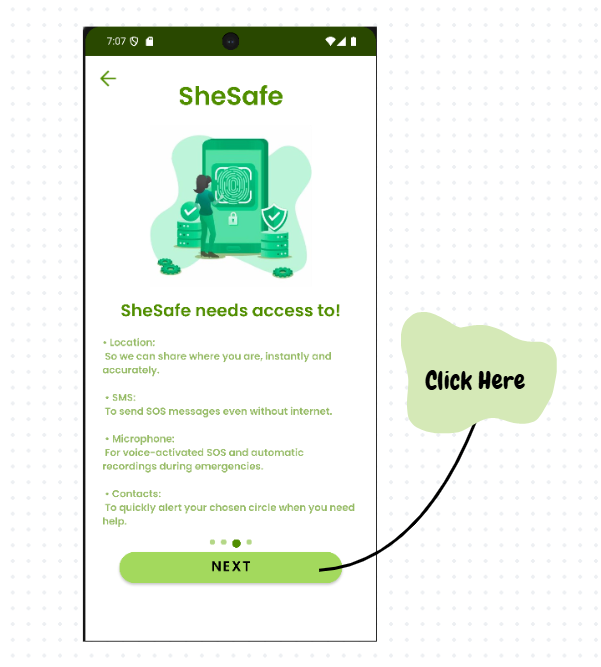 7:07
SheSafe
SheSafe needs access to!
• Location:
So we can share where you are, instantly and
accurately.
• SMS:
To send SOS messages even without internet.
• Microphone:
For voice-activated SOS and automatic
recordings during emergencies.
• Contacts:
To quickly alert your chosen circle when you need
help.
NEXT
Click Here